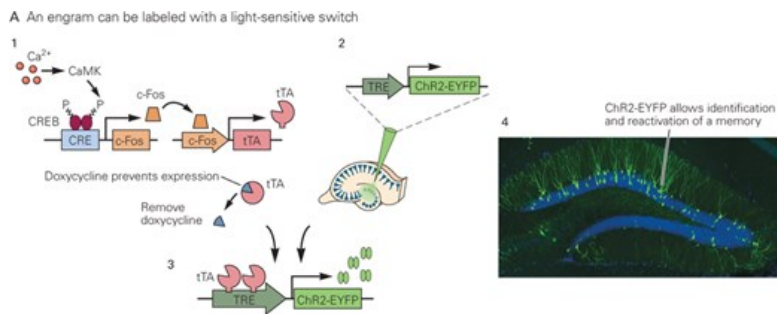 A An engram can be labeled with a light-sensitive switch
1
Ca2+
CaMK
P
P
CREB
CRE
c-Fos
c-Fos
c-Fos
tTA
tTA
Doxycycline prevents expression
tTA
Remove
doxycycline
2
TRE
ChR2-EYFP
3
tTA
TRE
ChR2-EYFP
4
ChR2-EYFP allows identification
and reactivation of a memory